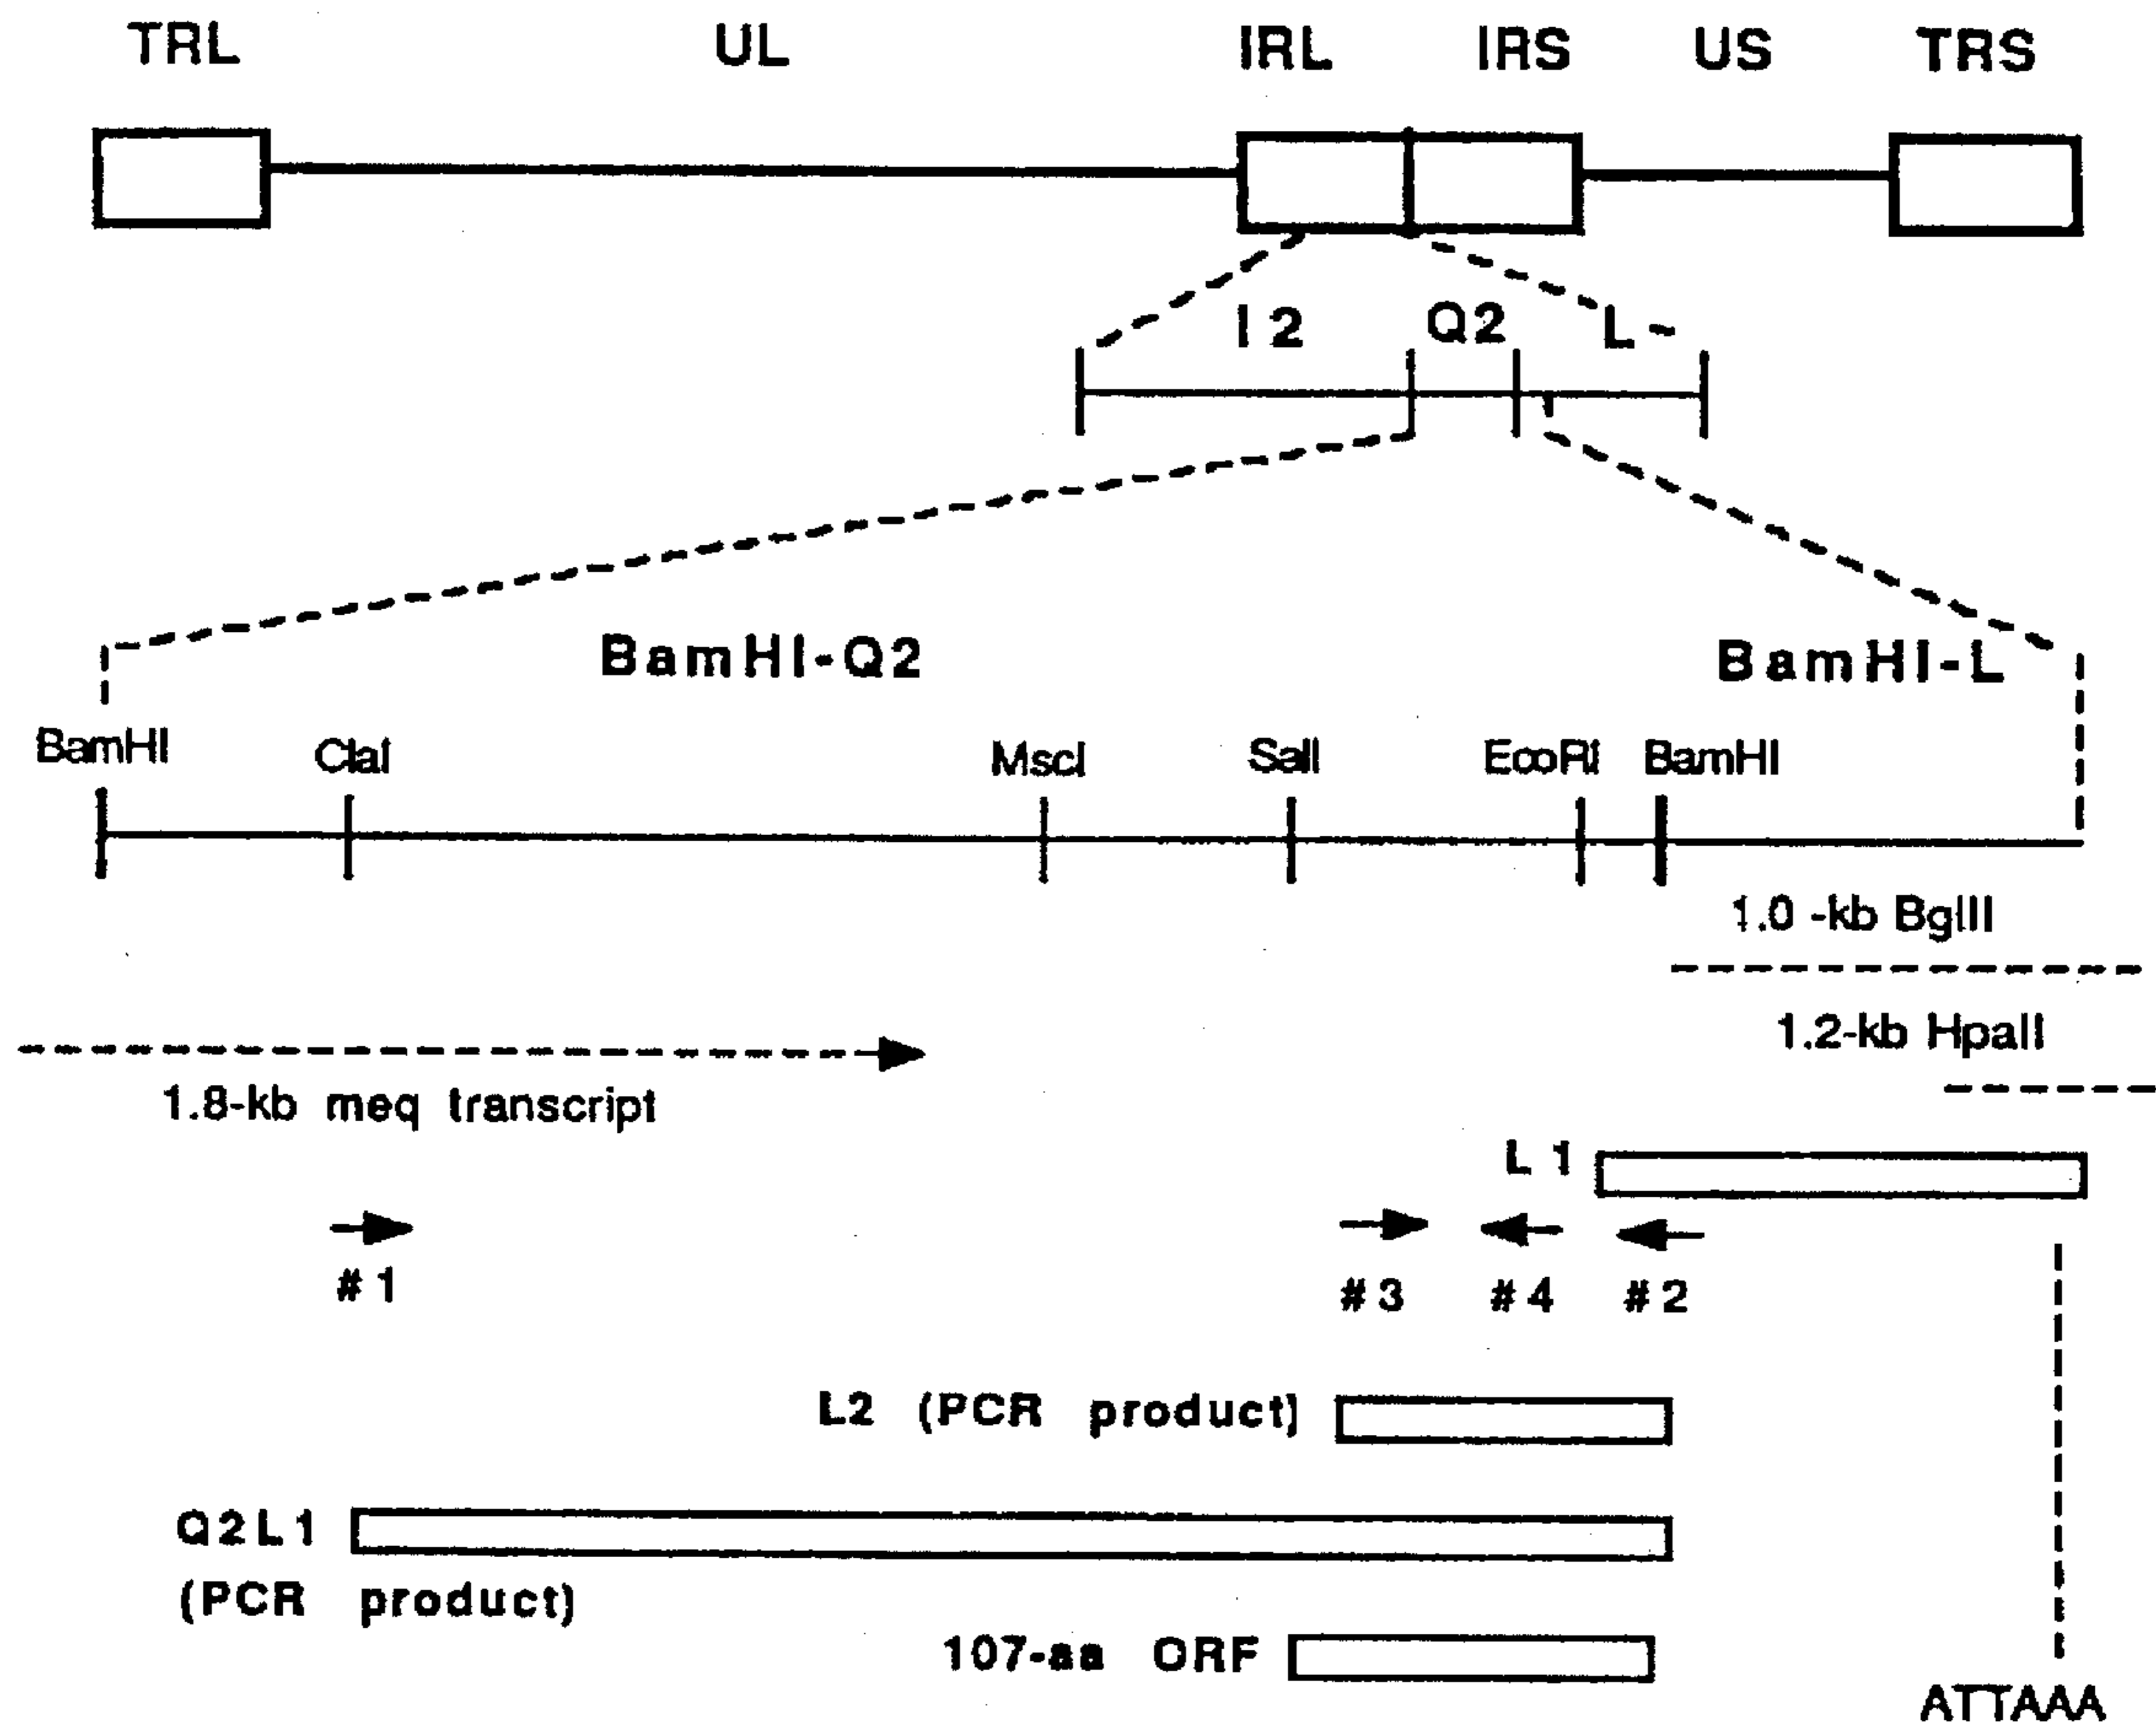 TRL UL IRL IRS US TRS
I2 Q2 L
BamHI-Q2 BamHI-L
BamHI ClaI MscI SalI EcoRI BamHI
1.0 -kb BglII
1.2-kb HpaII
1.8-kb meq transcript
L1
#1 #3 #4 #2
L2 (PCR product)
Q2L1
(PCR product)
107-aa ORF
ATTAAA